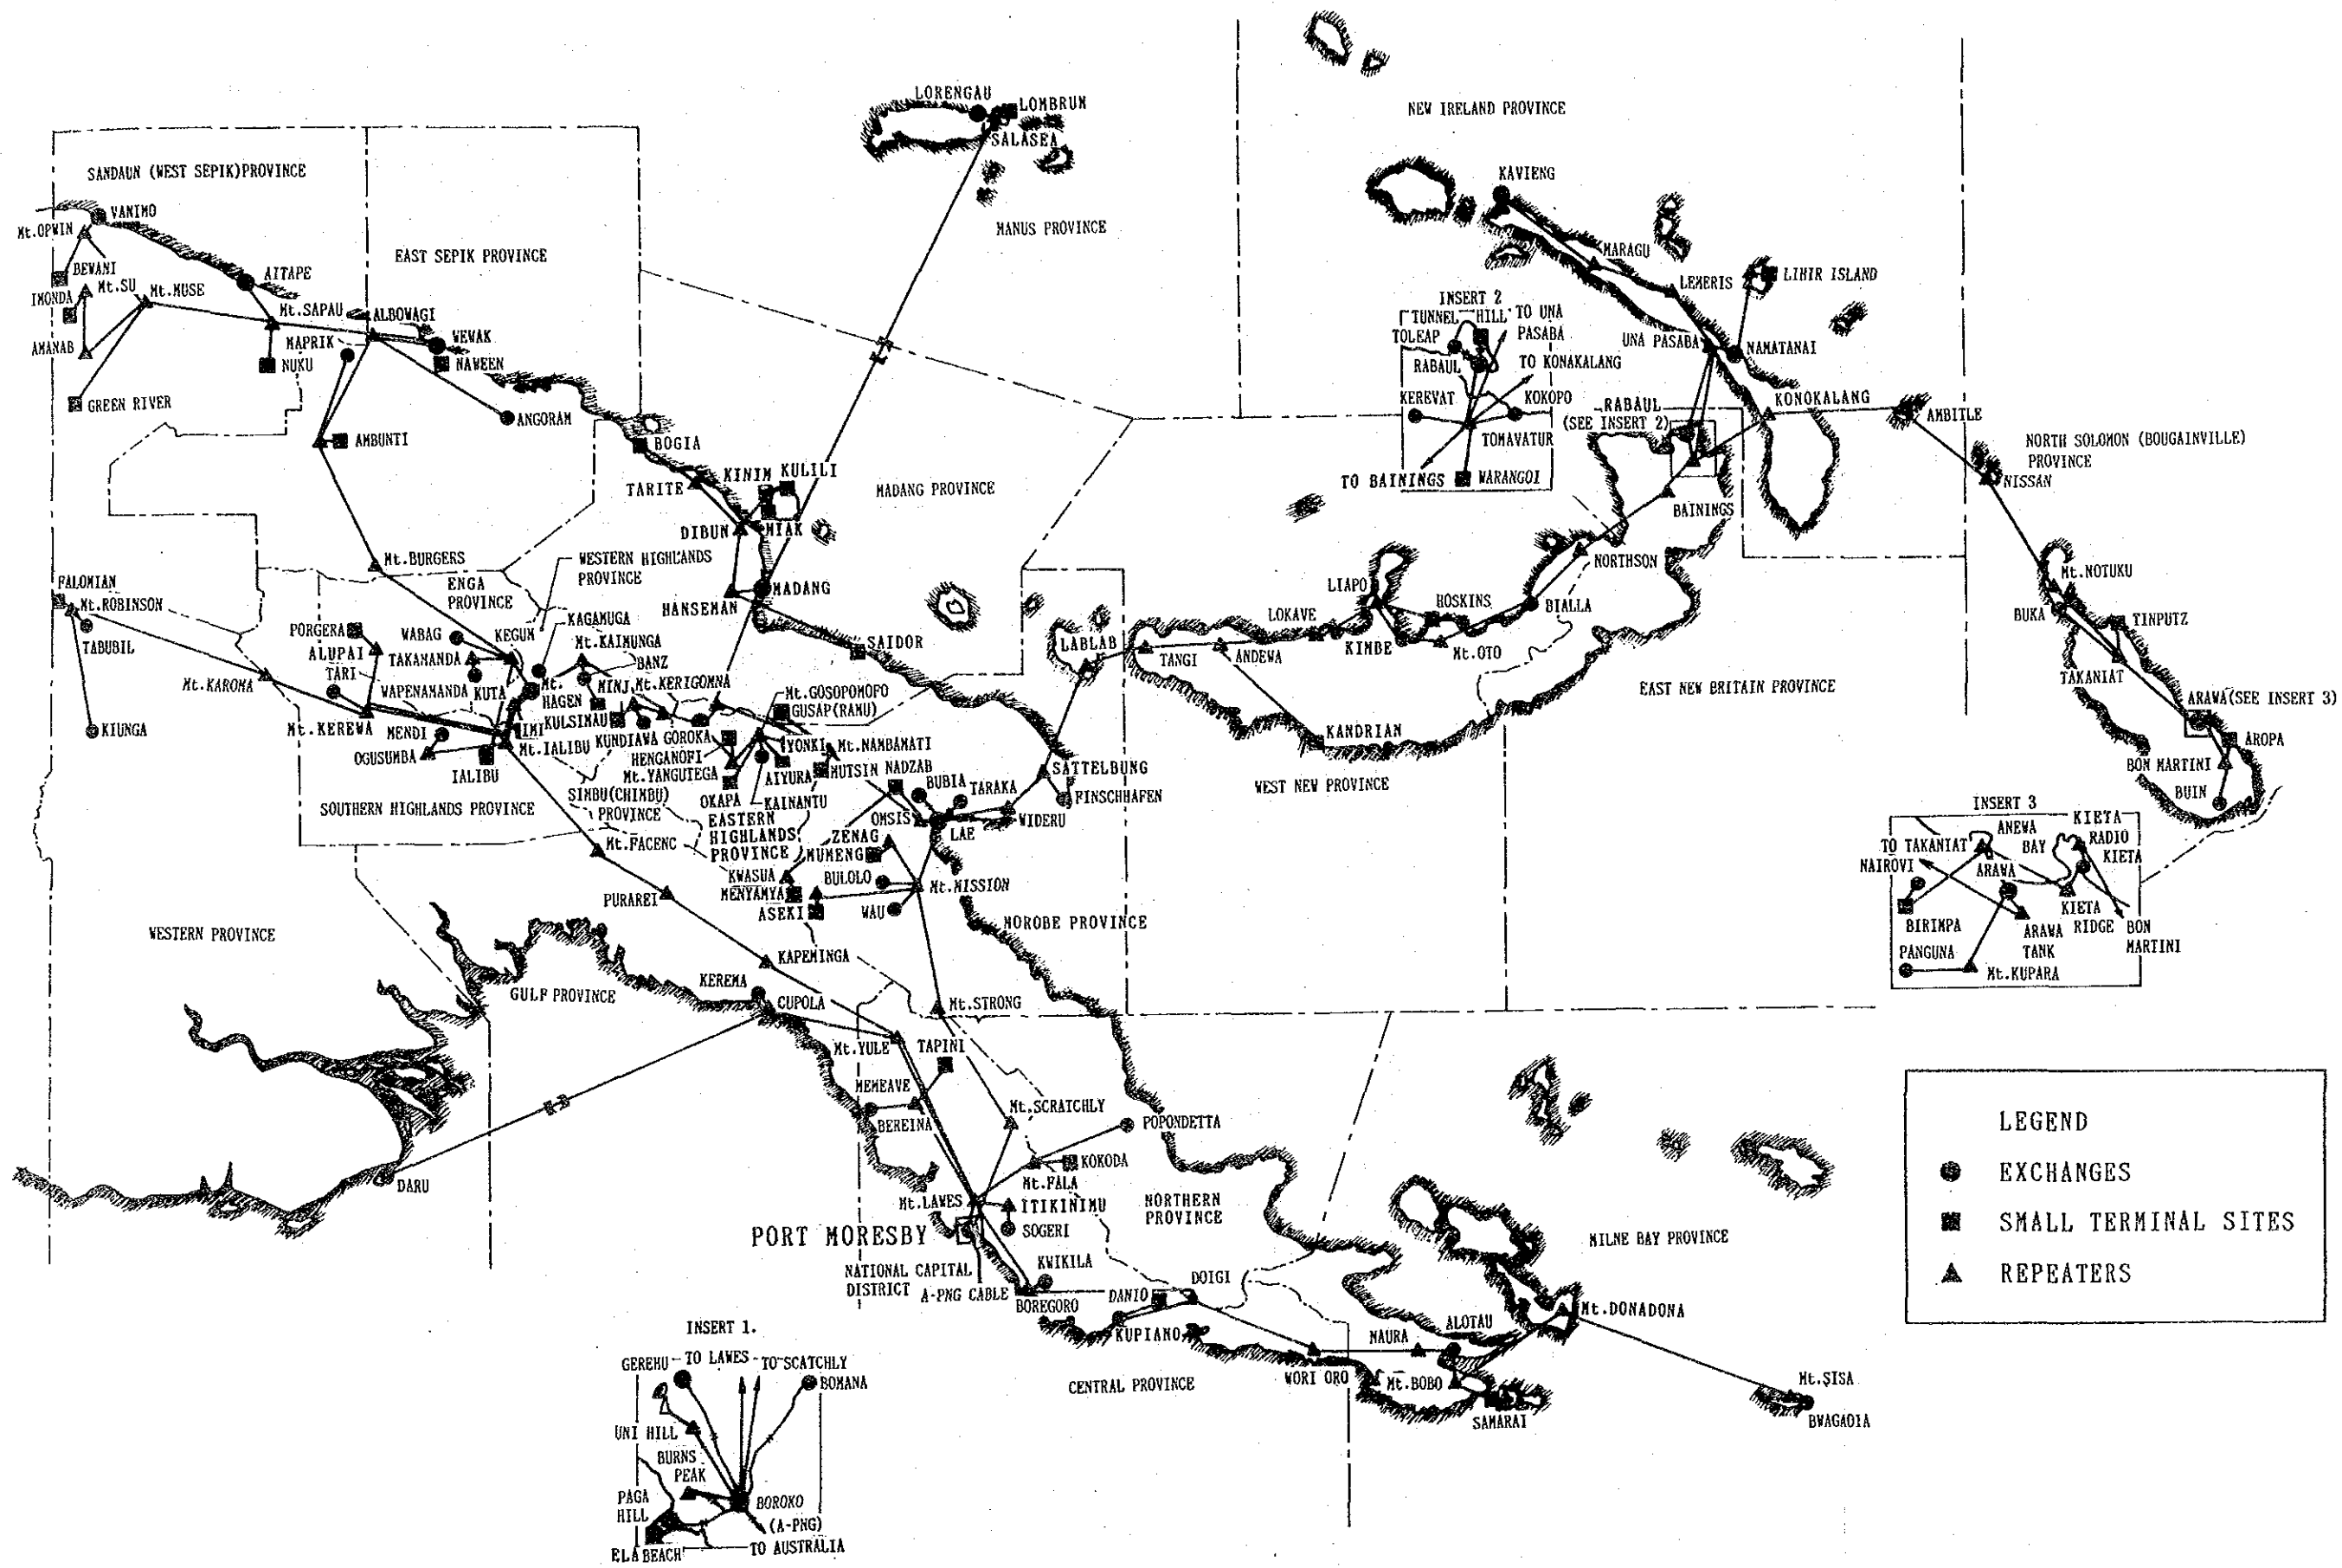 LORENGAU
LOMBRUM
SALASEA
MANUS PROVINCE
NEW IRELAND PROVINCE
KAVIENG
MARAGU
LEMERIS
LIHIR ISLAND
UNA PASABA
NAMATANAI
KONOKALANG
AMBITLE
NISSAN
NORTH SOLOMON (BOUGAINVILLE)
PROVINCE
SANDAUN (WEST SEPIK)PROVINCE
VANIMO
Mt.OPWIN
BEWANI
IMONDA
Mt.SU
Mt.MUSE
AMANAB
GREEN RIVER
AITAPE
Mt.SAPAU
NUKU
EAST SEPIK PROVINCE
ALBOWAGI
MAPRIK
WEWAK
NAWEEN
ANGORAM
AMBUNTI
Mt.BURGERS
BOGIA
TARITE
KINIM
KULILI
DIBUN
MIAK
MADANG PROVINCE
HANSEMAN
MADANG
SAIDOR
INSERT 2
TUNNEL HILL
TO UNA
PASABA
TOLEAP
RABAUL
TO KONAKALANG
KEREVAT
KOKOPO
TOMAVATUR
TO BAININGS
WARANGOI
RABAUL
(SEE INSERT 2)
BAININGS
NORTHSON
BIALLA
HOSKINS
LIAPO
LOKAVE
KIMBE
Mt.OTO
ANDEWA
TANGI
LABLAB
KANDRIAN
WEST NEW PROVINCE
EAST NEW BRITAIN PROVINCE
Mt.NOTUKU
BUKA
TINPUTZ
TAKANIAT
ARAWA(SEE INSERT 3)
AROPA
BON MARTINI
BUIN
INSERT 3
ANEWA
BAY
KIETA
RADIO
KIETA
TO TAKANIAT
NAIROVI
ARAWA
BIRIMPA
ARAWA
TANK
KIETA
RIDGE
BON
MARTINI
PANGUNA
Mt.KUPARA
FALOMIAN
Mt.ROBINSON
TABUBIL
KIUNGA
Mt.KAROMA
ENGA
PROVINCE
WESTERN HIGHLANDS
PROVINCE
PORGERA
ALUPAI
TARI
WABAG
TAKAMANDA
WAPENAMANDA
KEGUM
KAGAMUGA
Mt.KAIMUNGA
BANZ
KUTA
Mt.
HAGEN
MINJ
Mt.KERIGOMNA
KULSIMAU
Mt.KEREWA
MENDI
OGUSUMBA
IALIBU
IMI
Mt.IALIBU
KUNDIAWA
GOROKA
HENGANOFI
Mt.YANGUTEGA
OKAPA
KAINANTU
AIYURA
YONKI
Mt.GOSOPOMOFO
GUSAP(RAMU)
Mt.NAMBAMATI
MUTSIN
NADZAB
BUBIA
TARAKA
OMSIS
LAE
WIDERU
SATTELBUNG
FINSCHHAFEN
SOUTHERN HIGHLANDS PROVINCE
SIMBU(CHIMBU)
PROVINCE
EASTERN
HIGHLANDS
PROVINCE
ZENAG
MUMENG
KWASUA
MENYAMYA
BULOLO
ASEKI
WAU
Mt.MISSION
MOROBE PROVINCE
Mt.FACENC
PURAREI
KAPEMINGA
KEREMA
CUPOLA
WESTERN PROVINCE
GULF PROVINCE
DARU
Mt.STRONG
Mt.YULE
TAPINI
MEMEAVE
BEREINA
Mt.SCRATCHLY
POPONDETTA
KOKODA
Mt.FALA
Mt.LAWES
ITIKINIMU
SOGERI
PORT MORESBY
NATIONAL CAPITAL
DISTRICT
A-PNG CABLE
KWIKILA
BOREGORO
NORTHERN
PROVINCE
DOIGI
DANIO
KUPIANO
CENTRAL PROVINCE
WORI ORO
NAURA
ALOTAU
Mt.BOBO
SAMARAI
Mt.DONADONA
MILNE BAY PROVINCE
Mt.SISA
BWAGAOIA
INSERT 1.
GEREHU
TO LAWES
TO SCATCHLY
BOMANA
UNI HILL
BURNS
PEAK
PAGA
HILL
BOROKO
(A-PNG)
ELA BEACH
TO AUSTRALIA
LEGEND
EXCHANGES
SMALL TERMINAL SITES
REPEATERS